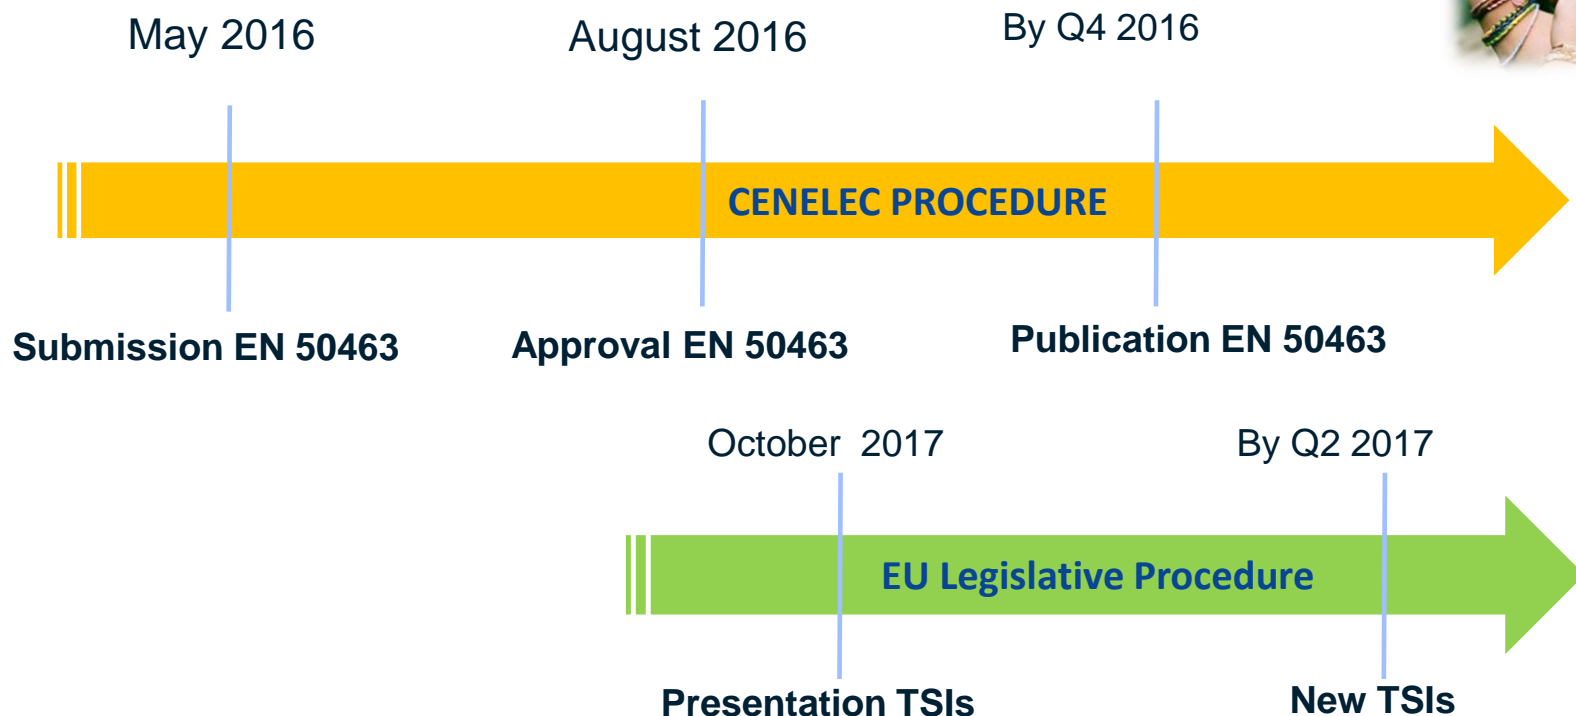 May 2016
August 2016
By Q4 2016
CENELEC PROCEDURE
Submission EN 50463
Approval EN 50463
Publication EN 50463
October 2017
By Q2 2017
EU Legislative Procedure
Presentation TSIs
New TSIs